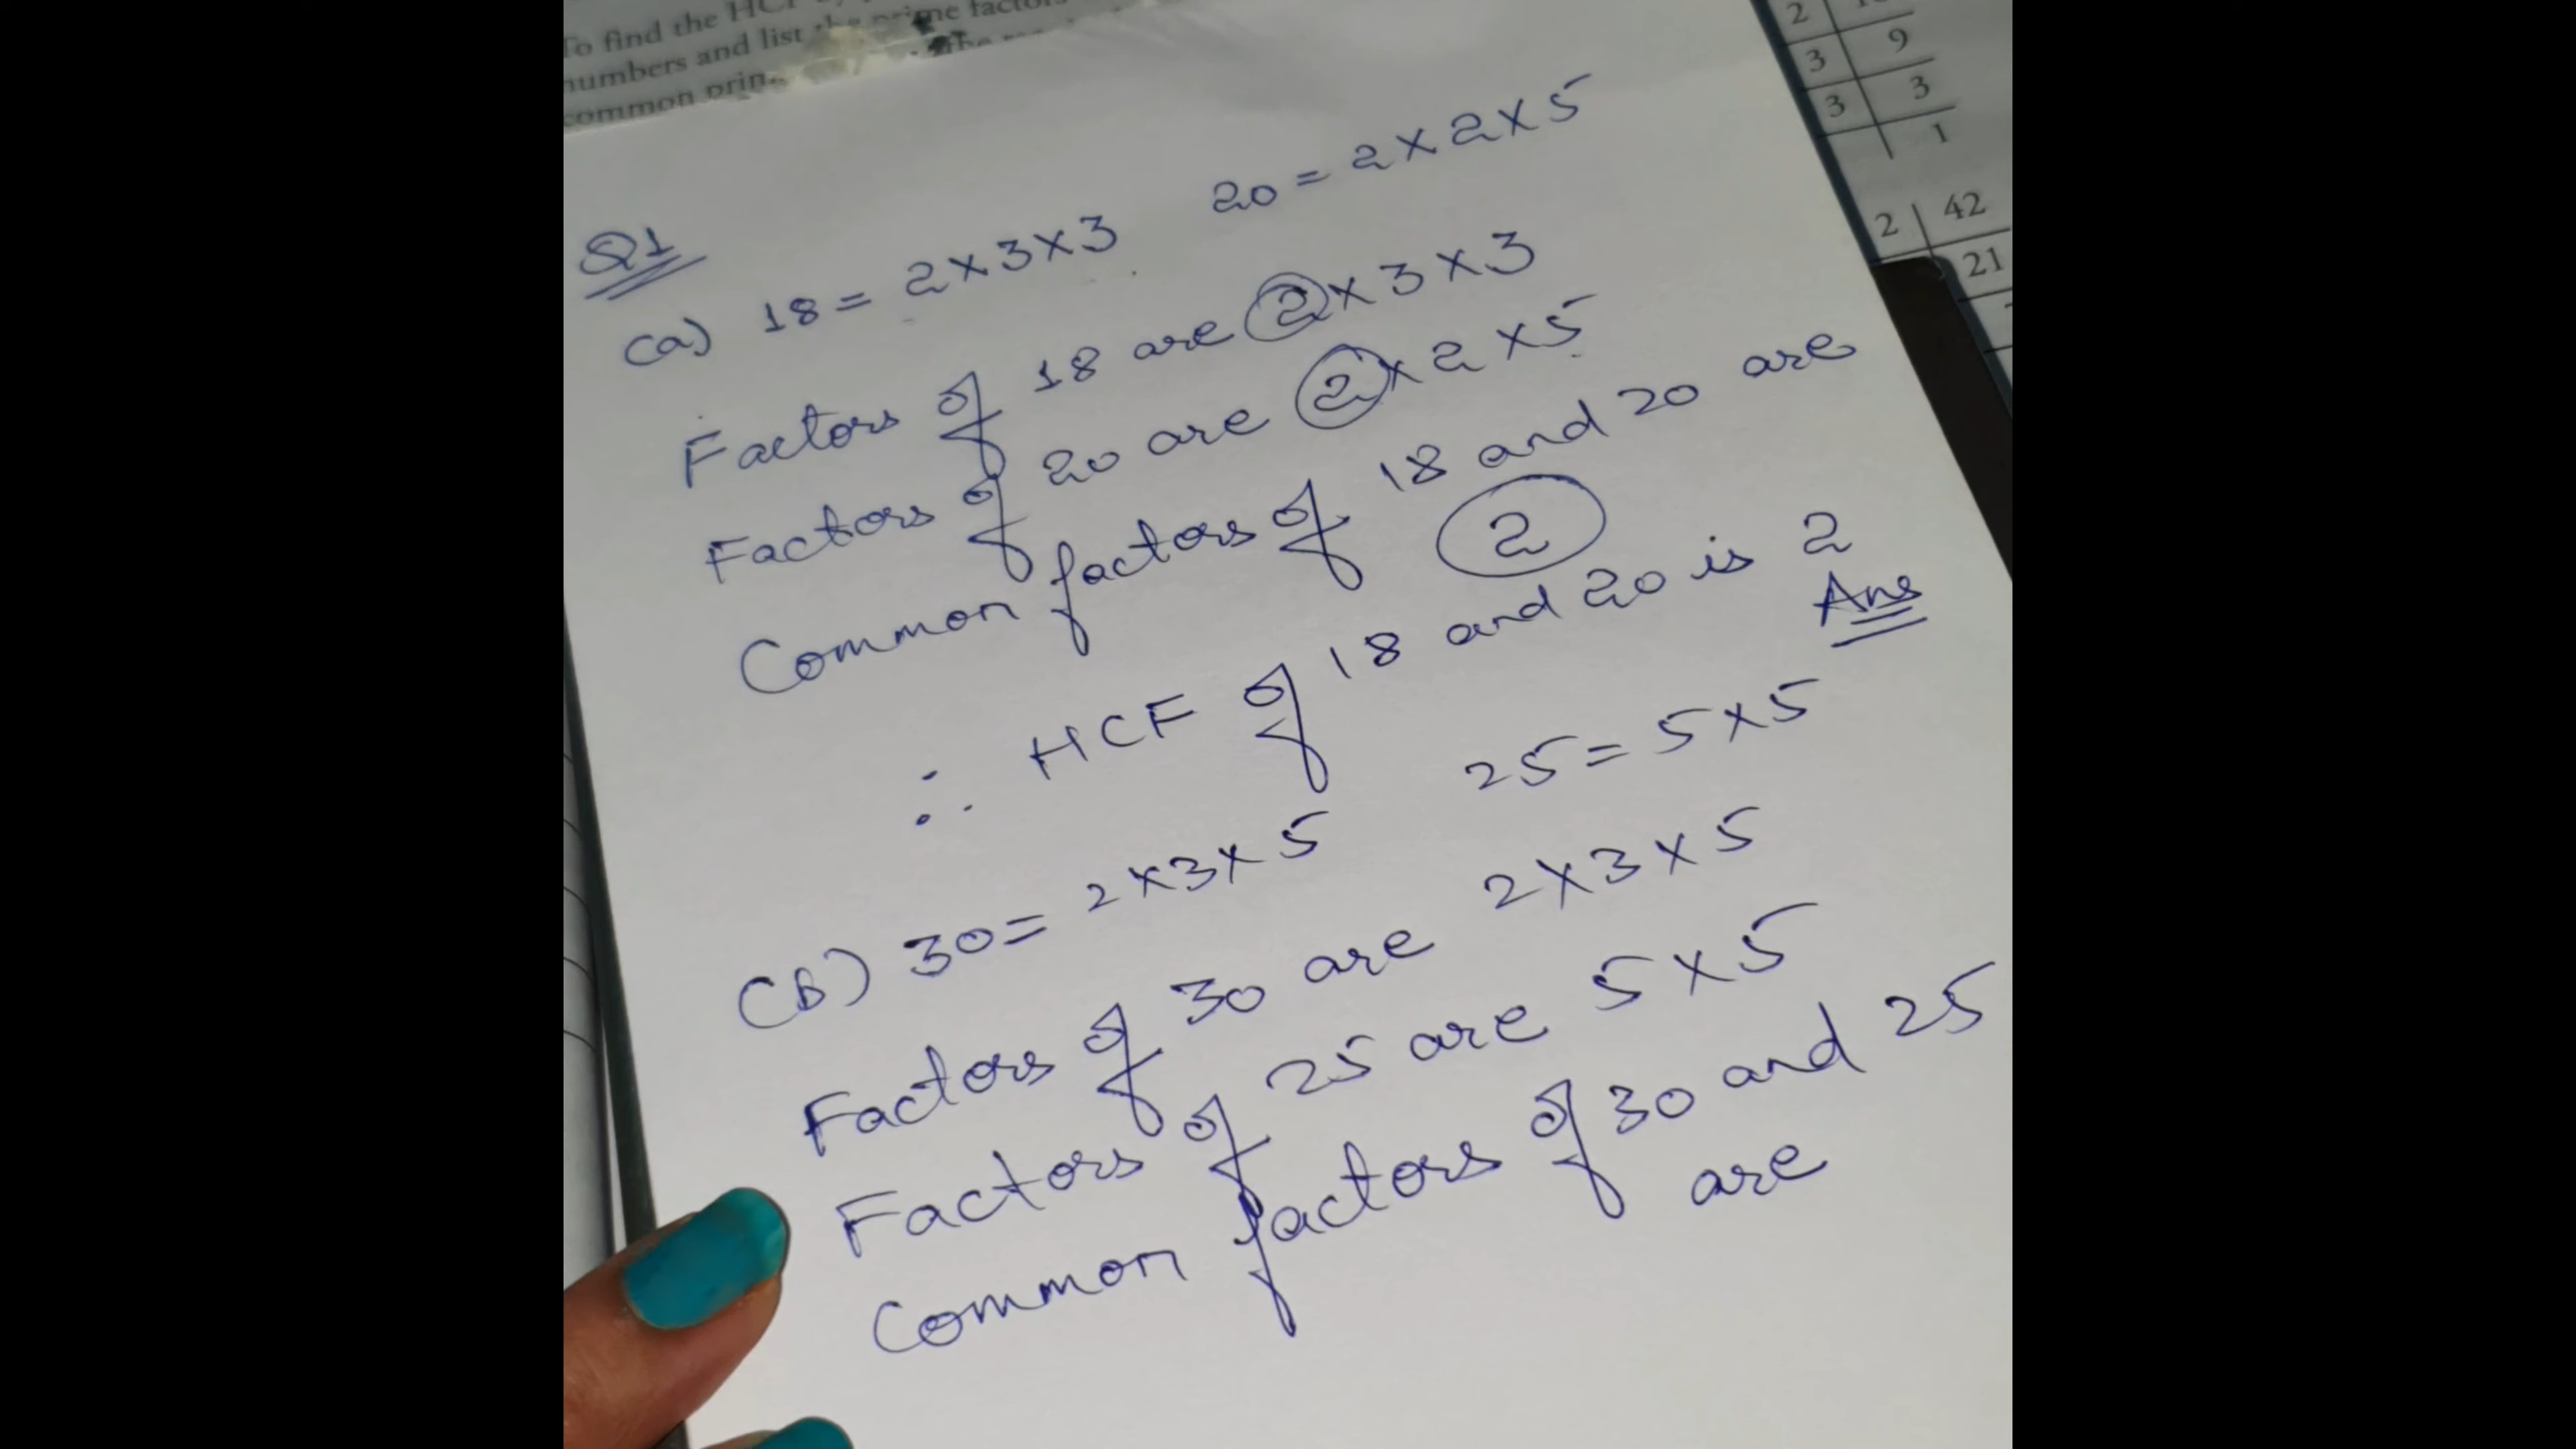 To find the HCF
numbers and list the prime factors
common
2
3 9
3 3
1
2 42
21
Q1
(a) 18 = 2×3×3 20 = 2×2×5
Factors of 18 are 2×3×3
Factors of 20 are 2×2×5
Common factors of 18 and 20 are
2
∴ HCF of 18 and 20 is 2
Ans
(b) 30 = 2×3×5 25 = 5×5
Factors of 30 are 2×3×5
Factors of 25 are 5×5
Common factors of 30 and 25
are